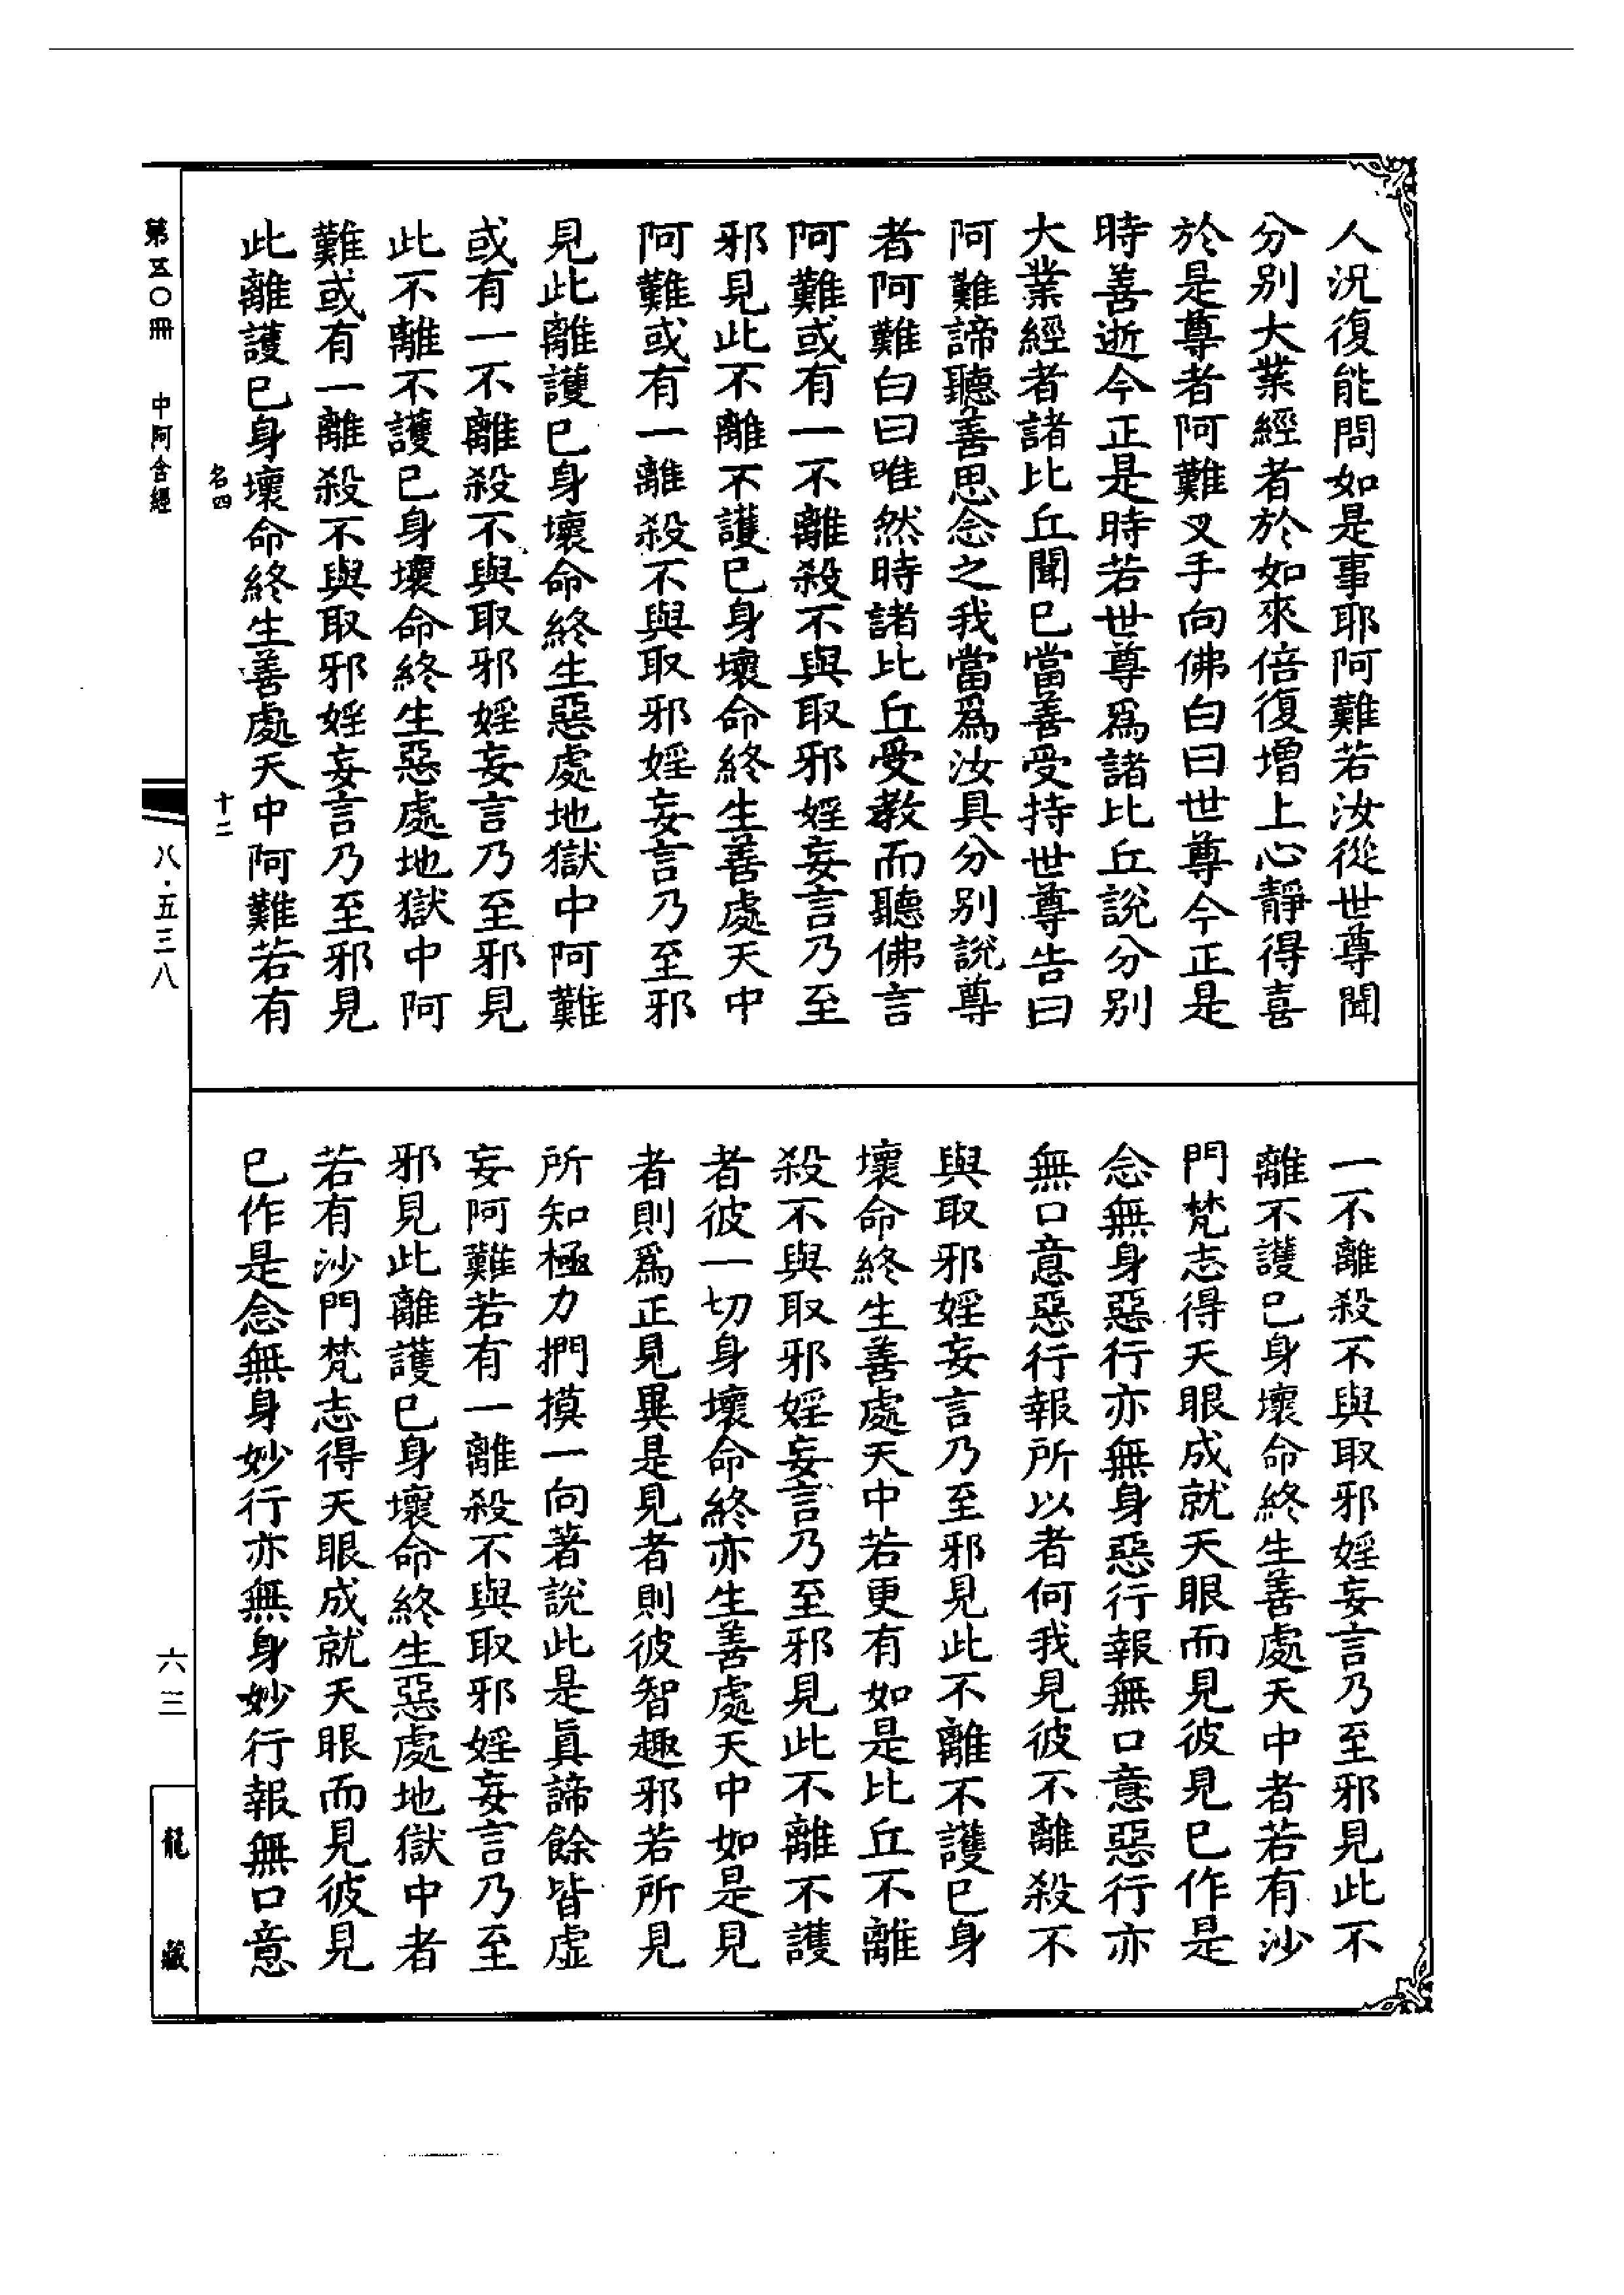 人況復能問如是事耶阿難若汝從世尊聞
分別大業經者於如來倍復增上心靜得喜
於是尊者阿難叉手向佛白曰世尊今正是
時善逝今正是時若世尊爲諸比丘說分別
大業經者諸比丘聞已當善受持世尊告曰
阿難諦聽善思念之我當爲汝具分別說尊
者阿難白曰唯然時諸比丘受教而聽佛言
阿難或有一不離殺不與取邪婬妄言乃至
邪見此不離不護已身壞命終生善處天中
阿難或有一離殺不與取邪婬妄言乃至邪
見此離護已身壞命終生惡處地獄中阿難
或有一不離殺不與取邪婬妄言乃至邪見
此不離不護已身壞命終生惡處地獄中阿
難或有一離殺不與取邪婬妄言乃至邪見
此離護已身壞命終生善處天中阿難若有
一不離殺不與取邪婬妄言乃至邪見此不
離不護已身壞命終生善處天中者若有沙
門梵志得天眼成就天眼而見彼見已作是
念無身惡行亦無身惡行報無口意惡行亦
無口意惡行報所以者何我見彼不離殺不
與取邪婬妄言乃至邪見此不離不護已身
壞命終生善處天中若更有如是比丘不離
殺不與取邪婬妄言乃至邪見此不離不護
者彼一切身壞命終亦生善處天中如是見
者則爲正見異是見者則彼智趣邪若所見
所知極力捫摸一向著說此是眞諦餘皆虛
妄阿難若有一離殺不與取邪婬妄言乃至
邪見此離護已身壞命終生惡處地獄中者
若有沙門梵志得天眼成就天眼而見彼見
已作是念無身妙行亦無身妙行報無口意
名四 十二
第五〇冊 中阿含經 八·五三八 六三
龍藏